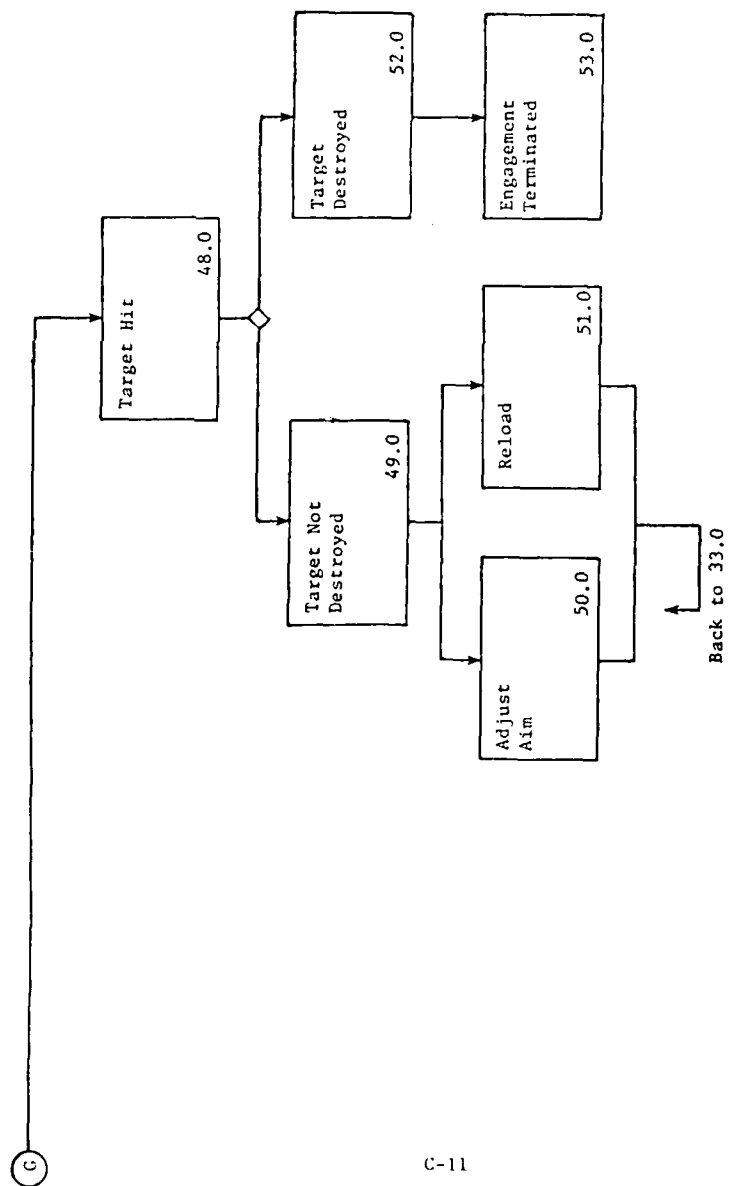 G
Target Hit
48.0
Target Not
Destroyed
49.0
Target
Destroyed
52.0
Adjust
Aim
50.0
Reload
51.0
Engagement
Terminated
53.0
Back to 33.0
C-11